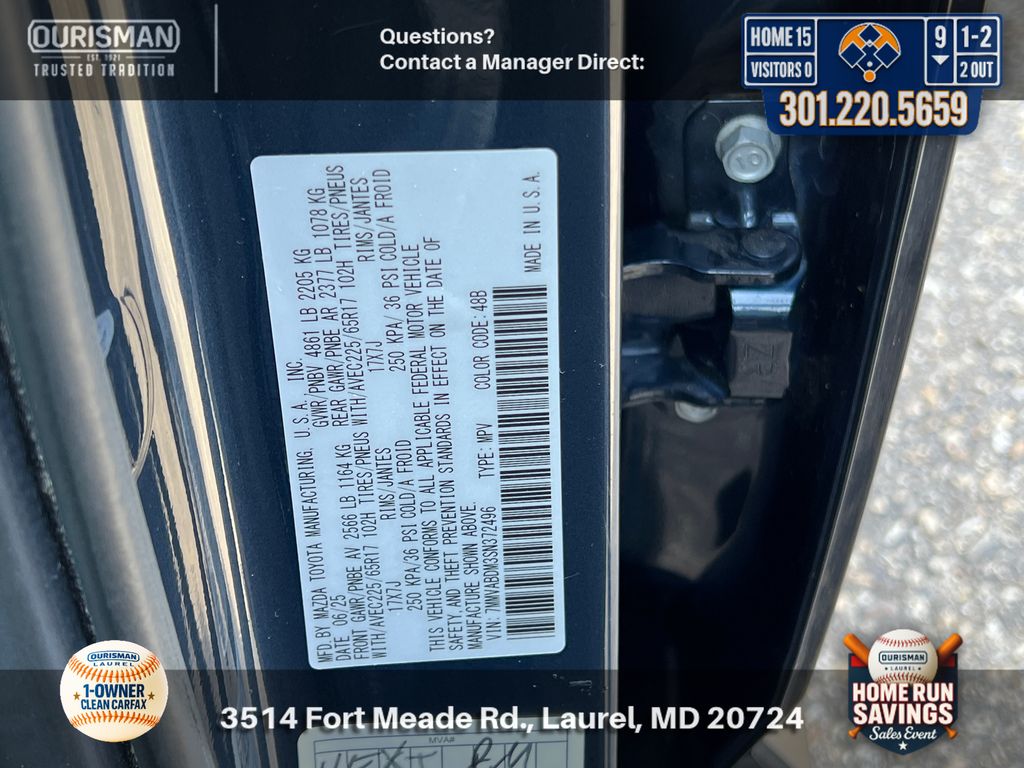 OURISMAN
EST. 1921
TRUSTED TRADITION
Questions?
Contact a Manager Direct:
HOME 15
VISITORS 0
9
1-2
2 OUT
301.220.5659
10
MFD. BY MAZDA TOYOTA MANUFACTURING, U.S.A., INC.
DATE 06/25 GVWR/PNBV 4861 LB 2205 KG
FRONT GAWR/PNBE AV 2568 LB 1164 KG REAR GAWR/PNBE AR 2377 LB 1078 KG
WITH/AVEC225/65R17 102H TIRES/PNEUS WITH/AVEC225/65R17 102H TIRES/PNEUS
17X7J RIMS/JANTES 17X7J RIMS/JANTES
250 KPA/36 PSI COLD/A FROID 250 KPA/ 36 PSI COLD/A FROID
THIS VEHICLE CONFORMS TO ALL APPLICABLE FEDERAL MOTOR VEHICLE
SAFETY AND THEFT PREVENTION STANDARDS IN EFFECT ON THE DATE OF
MANUFACTURE SHOWN ABOVE.
VIN: 7MMVABDM3SN372496 TYPE: MPV COLOR CODE: 48B
MADE IN U.S.A.
OURISMAN
LAUREL
1-OWNER
CLEAN CARFAX
3514 Fort Meade Rd., Laurel, MD 20724
MVA#
OURISMAN
LAUREL
HOME RUN
SAVINGS
Sales Event